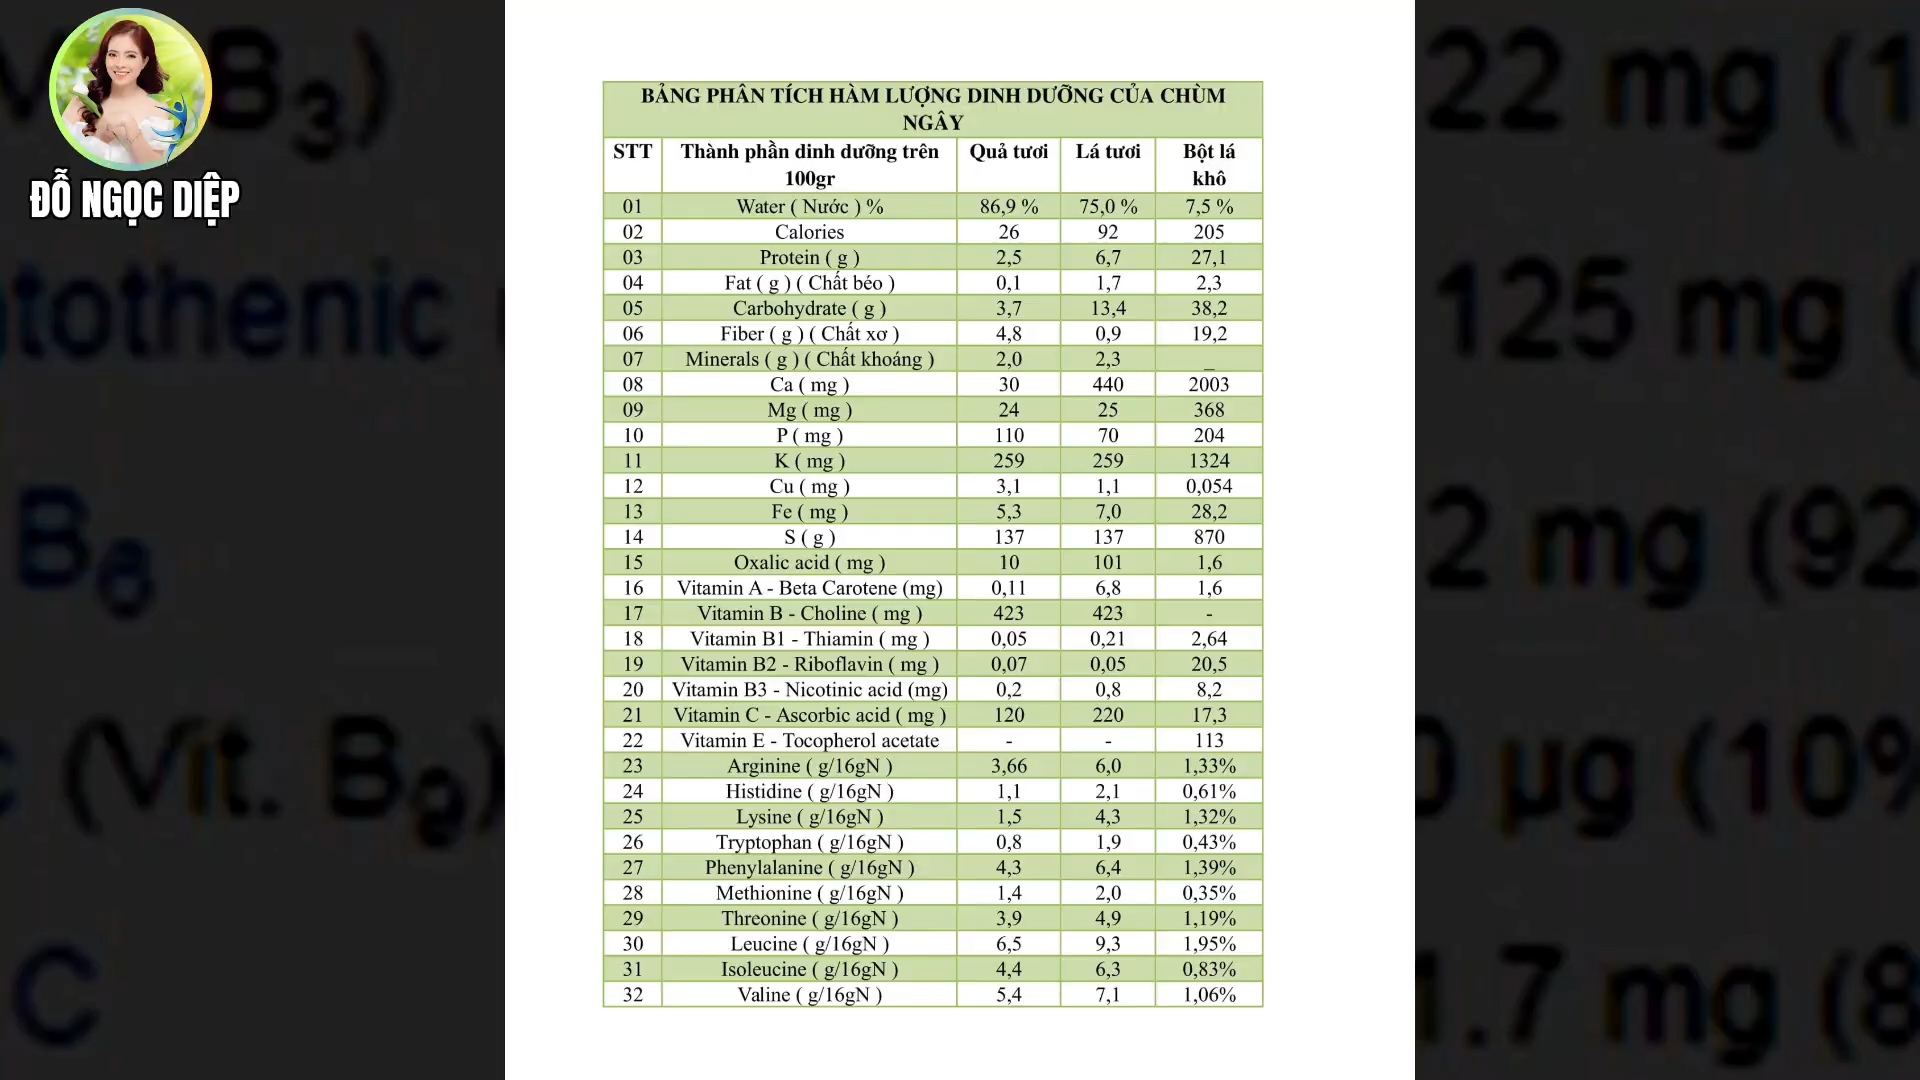 ĐỖ NGỌC DIỆP
BẢNG PHÂN TÍCH HÀM LƯỢNG DINH DƯỠNG CỦA CHÙM
NGÂY
STT Thành phần dinh dưỡng trên 100gr Quả tươi Lá tươi Bột lá khô
01 Water ( Nước ) % 86,9 % 75,0 % 7,5 %
02 Calories 26 92 205
03 Protein ( g ) 2,5 6,7 27,1
04 Fat ( g ) ( Chất béo ) 0,1 1,7 2,3
05 Carbohydrate ( g ) 3,7 13,4 38,2
06 Fiber ( g ) ( Chất xơ ) 4,8 0,9 19,2
07 Minerals ( g ) ( Chất khoáng ) 2,0 2,3 _
08 Ca ( mg ) 30 440 2003
09 Mg ( mg ) 24 25 368
10 P ( mg ) 110 70 204
11 K ( mg ) 259 259 1324
12 Cu ( mg ) 3,1 1,1 0,054
13 Fe ( mg ) 5,3 7,0 28,2
14 S ( g ) 137 137 870
15 Oxalic acid ( mg ) 10 101 1,6
16 Vitamin A - Beta Carotene (mg) 0,11 6,8 1,6
17 Vitamin B - Choline ( mg ) 423 423 -
18 Vitamin B1 - Thiamin ( mg ) 0,05 0,21 2,64
19 Vitamin B2 - Riboflavin ( mg ) 0,07 0,05 20,5
20 Vitamin B3 - Nicotinic acid (mg) 0,2 0,8 8,2
21 Vitamin C - Ascorbic acid ( mg ) 120 220 17,3
22 Vitamin E - Tocopherol acetate - - 113
23 Arginine ( g/16gN ) 3,66 6,0 1,33%
24 Histidine ( g/16gN ) 1,1 2,1 0,61%
25 Lysine ( g/16gN ) 1,5 4,3 1,32%
26 Tryptophan ( g/16gN ) 0,8 1,9 0,43%
27 Phenylalanine ( g/16gN ) 4,3 6,4 1,39%
28 Methionine ( g/16gN ) 1,4 2,0 0,35%
29 Threonine ( g/16gN ) 3,9 4,9 1,19%
30 Leucine ( g/16gN ) 6,5 9,3 1,95%
31 Isoleucine ( g/16gN ) 4,4 6,3 0,83%
32 Valine ( g/16gN ) 5,4 7,1 1,06%
B₃)
22 mg (1
tothenic
125 mg (
B₆
2 mg (92
(Vit. B₉)
0 µg (10%
C
1.7 mg (8